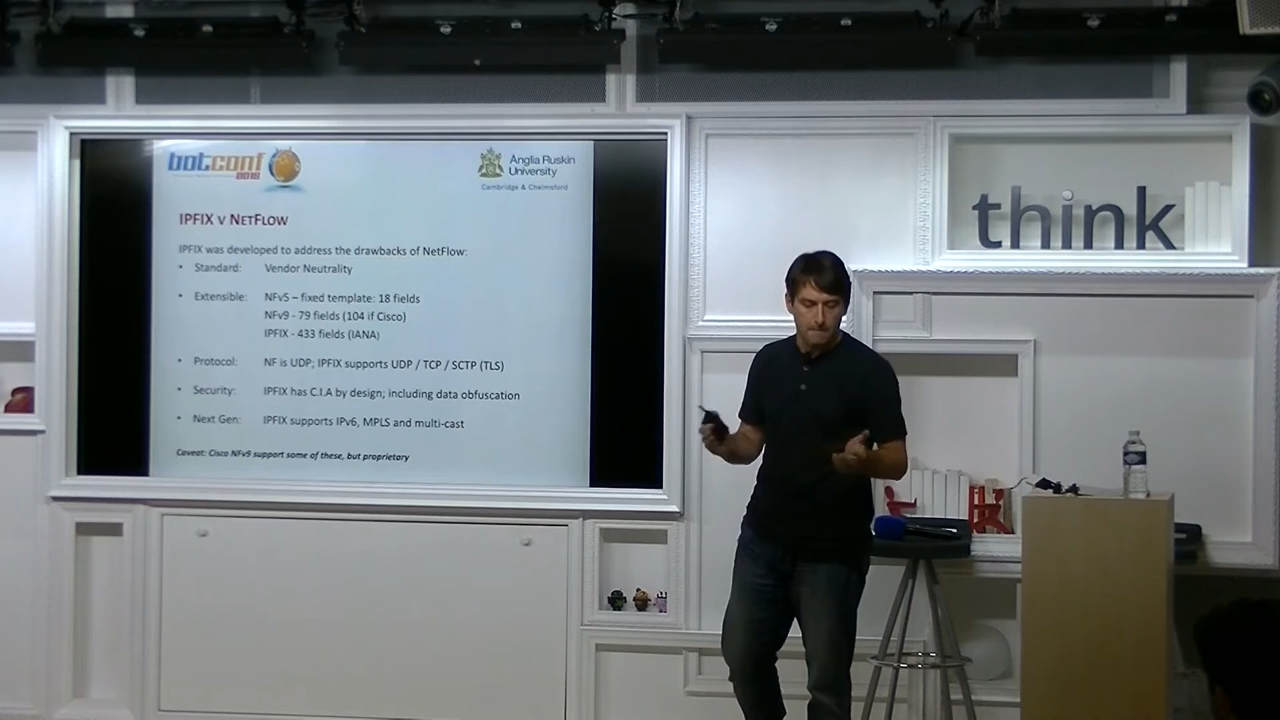 botconf
2015
Anglia Ruskin
University
Cambridge & Chelmsford
think
IPFIX v NETFLOW
IPFIX was developed to address the drawbacks of NetFlow:
• Standard: Vendor Neutrality
• Extensible: NFv5 – fixed template: 18 fields
NFv9 - 79 fields (104 if Cisco)
IPFIX - 433 fields (IANA)
• Protocol: NF is UDP; IPFIX supports UDP / TCP / SCTP (TLS)
• Security: IPFIX has C.I.A by design; including data obfuscation
• Next Gen: IPFIX supports IPv6, MPLS and multi-cast
Caveat: Cisco NFv9 support some of these, but proprietary